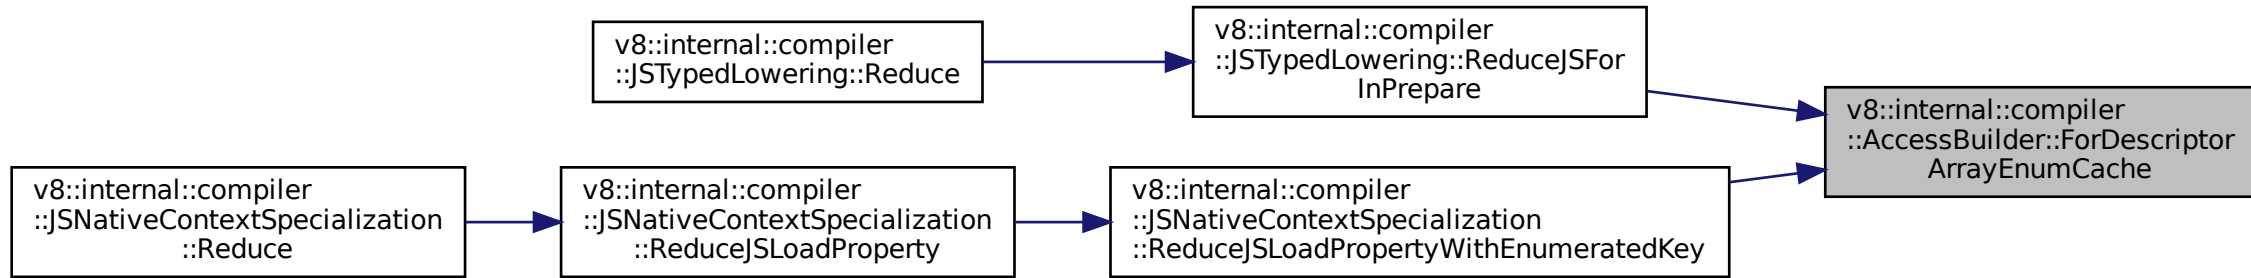 v8::internal::compiler
::JSTypedLowering::Reduce
v8::internal::compiler
::JSTypedLowering::ReduceJSFor
InPrepare
v8::internal::compiler
::AccessBuilder::ForDescriptor
ArrayEnumCache
v8::internal::compiler
::JSNativeContextSpecialization
::Reduce
v8::internal::compiler
::JSNativeContextSpecialization
::ReduceJSLoadProperty
v8::internal::compiler
::JSNativeContextSpecialization
::ReduceJSLoadPropertyWithEnumeratedKey